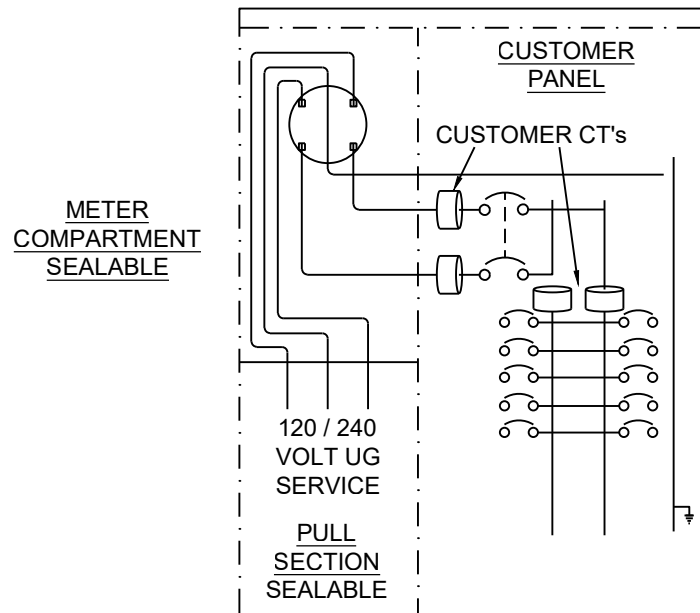 CUSTOMER
PANEL
CUSTOMER CT's
METER
COMPARTMENT
SEALABLE
120 / 240
VOLT UG
SERVICE
PULL
SECTION
SEALABLE